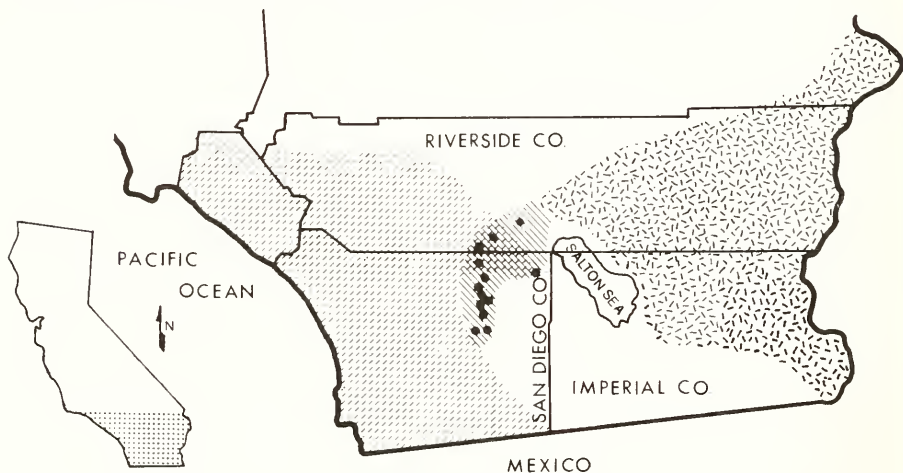 RIVERSIDE CO.
PACIFIC
OCEAN
N
SALTON SEA
SAN DIEGO CO.
IMPERIAL CO
MEXICO